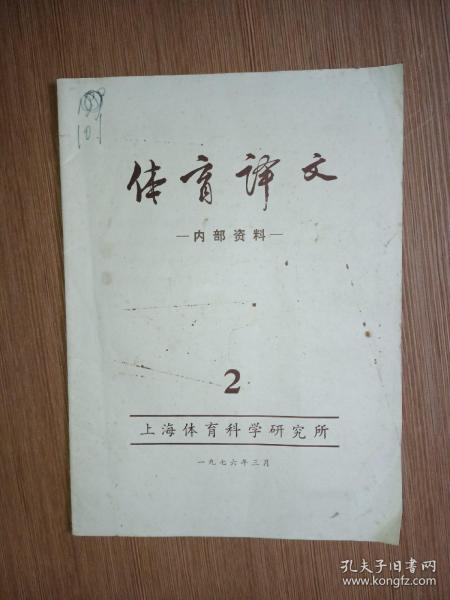 体育译文
—内部资料—
2
上海体育科学研究所
一九七六年三月
孔夫子旧书网
www.kongfz.com